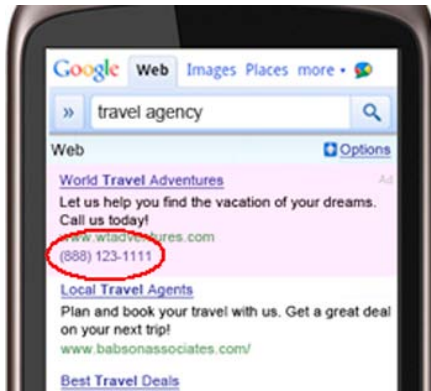 Google Web Images Places more
» travel agency
Web Options
World Travel Adventures Ad
Let us help you find the vacation of your dreams.
Call us today!
www.wtadventures.com
(888) 123-1111
Local Travel Agents
Plan and book your travel with us. Get a great deal
on your next trip!
www.babsonassociates.com/
Best Travel Deals